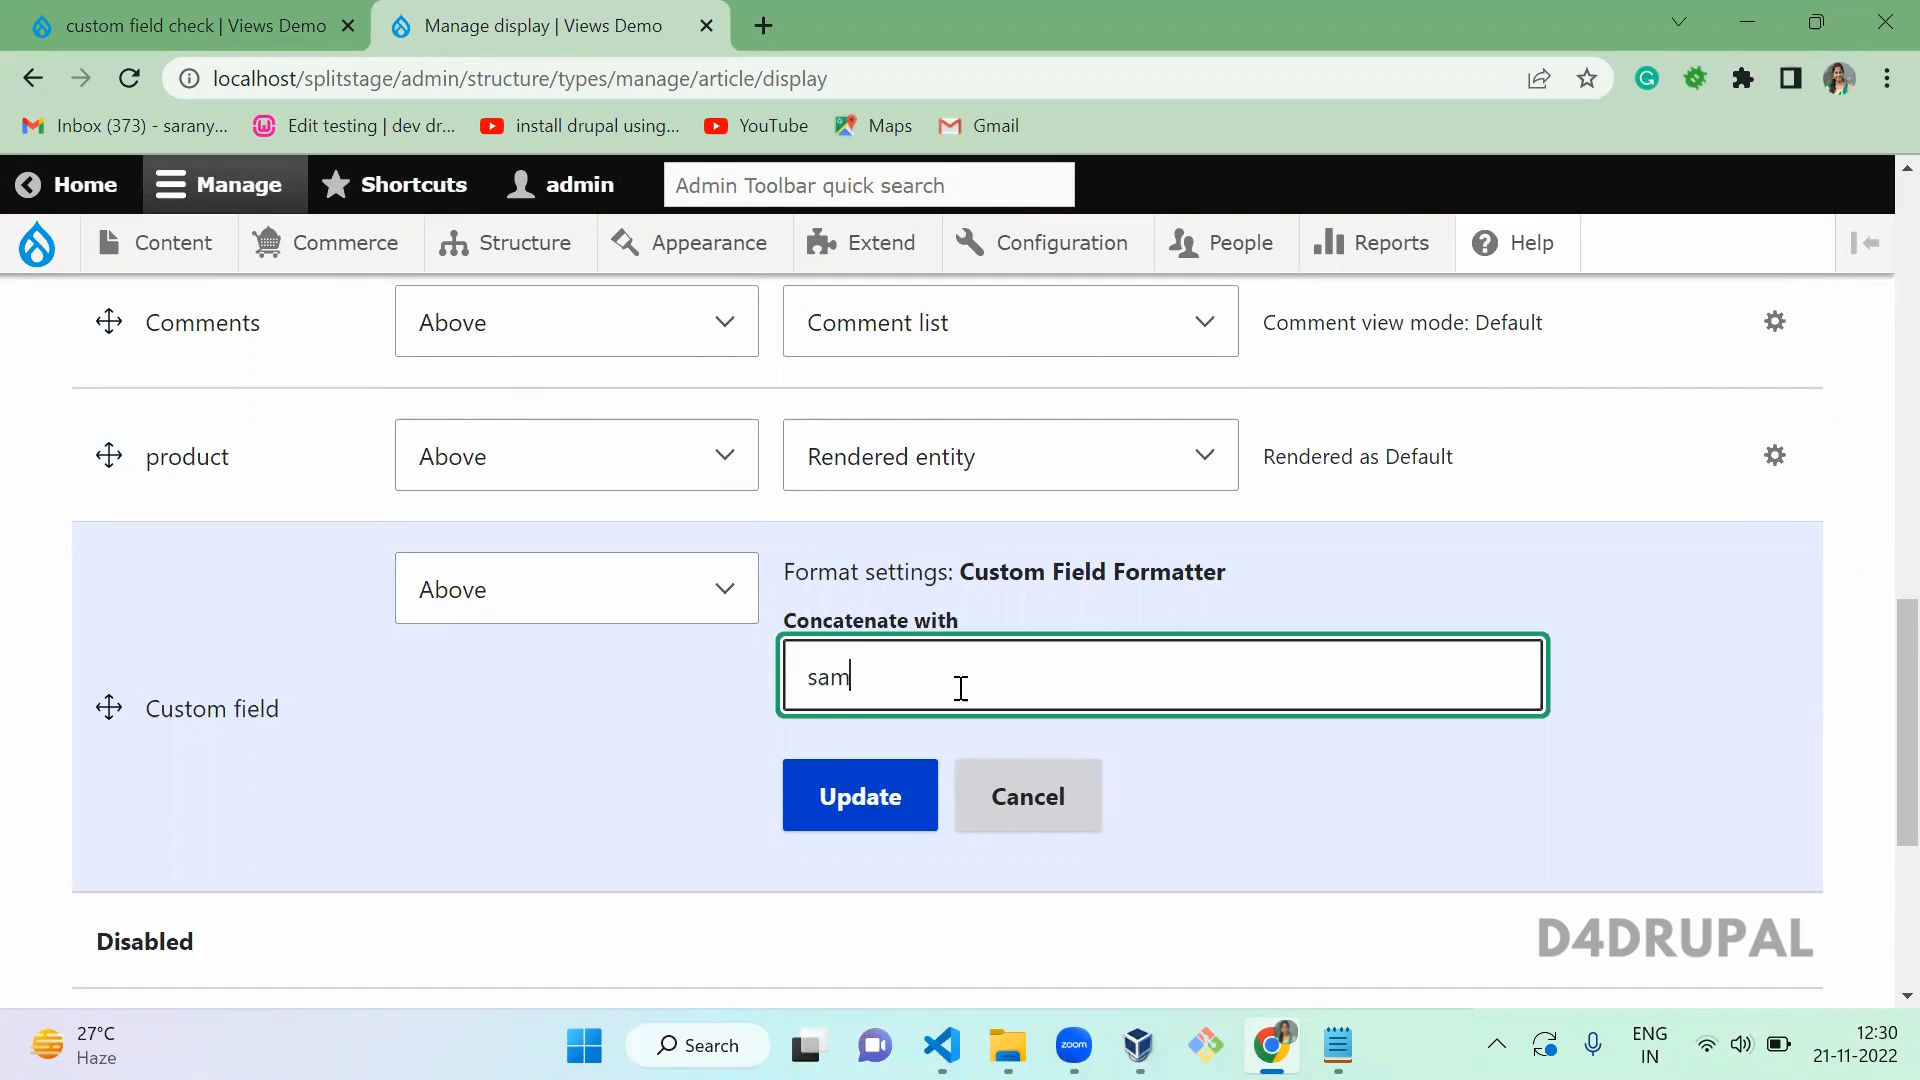 custom field check | Views Demo
Manage display | Views Demo
localhost/splitstage/admin/structure/types/manage/article/display
Inbox (373) - sarany...
Edit testing | dev dr...
install drupal using...
YouTube
Maps
Gmail
Home
Manage
Shortcuts
admin
Admin Toolbar quick search
Content
Commerce
Structure
Appearance
Extend
Configuration
People
Reports
Help
Comments
Above
Comment list
Comment view mode: Default
product
Above
Rendered entity
Rendered as Default
Above
Format settings: Custom Field Formatter
Concatenate with
sam
Custom field
Update
Cancel
Disabled
D4DRUPAL
27°C
Haze
Search
zoom
ENG
IN
12:30
21-11-2022